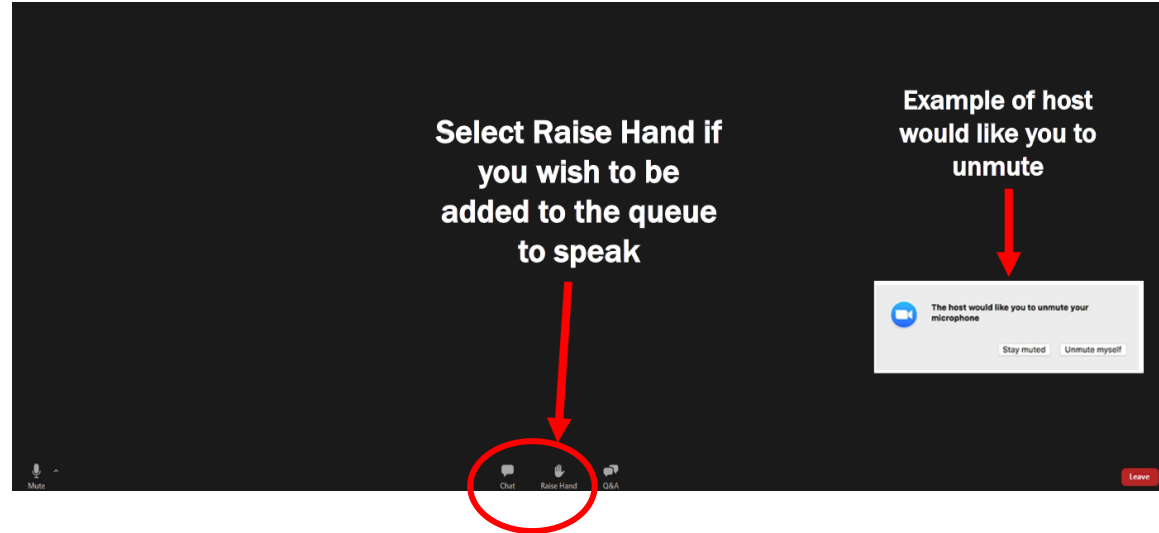 Select Raise Hand if
you wish to be
added to the queue
to speak
Example of host
would like you to
unmute
The host would like you to unmute your
microphone
Stay muted
Unmute myself
Mute
Chat
Raise Hand
Q&A
Leave